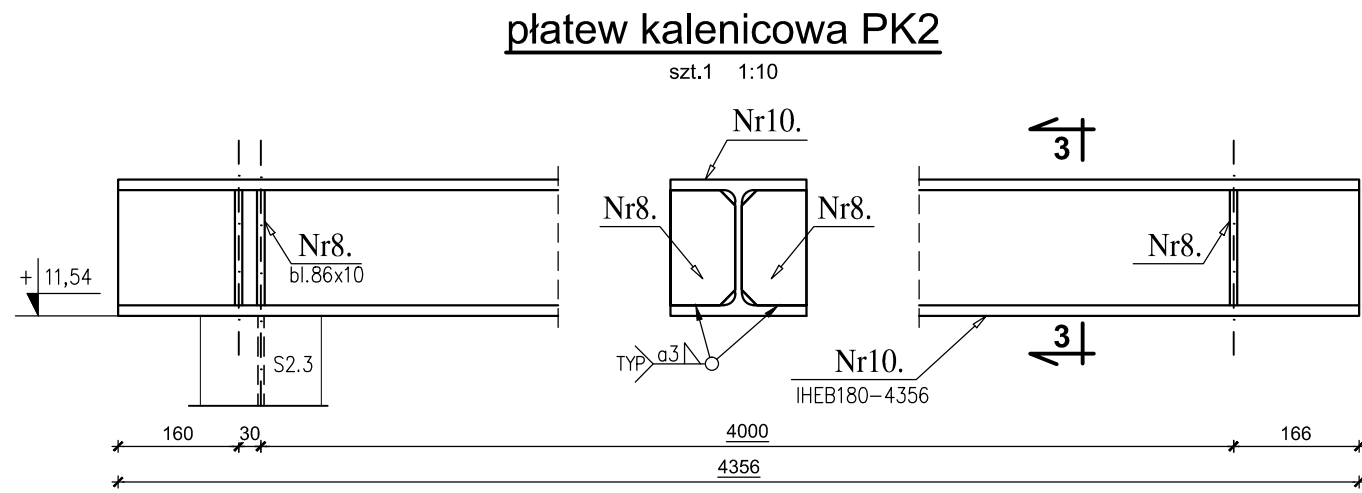 płatew kalenicowa PK2
szt.1 1:10
Nr10.
3
Nr8.
Nr8.
Nr8.
bl.86x10
Nr8.
+ 11,54
S2.3
TYP a3
3
Nr10.
IHEB180-4356
160
30
4000
166
4356